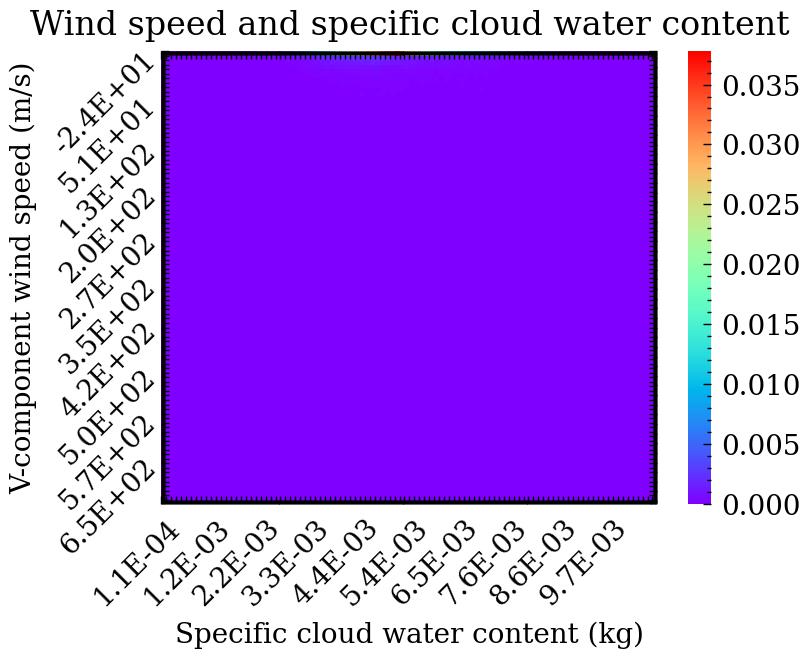 Wind speed and specific cloud water content
V-component wind speed (m/s)
-2.4E+01
5.1E+01
1.3E+02
2.0E+02
2.7E+02
3.5E+02
4.2E+02
5.0E+02
5.7E+02
6.5E+02
1.1E-04
1.2E-03
2.2E-03
3.3E-03
4.4E-03
5.4E-03
6.5E-03
7.6E-03
8.6E-03
9.7E-03
Specific cloud water content (kg)
0.035
0.030
0.025
0.020
0.015
0.010
0.005
0.000